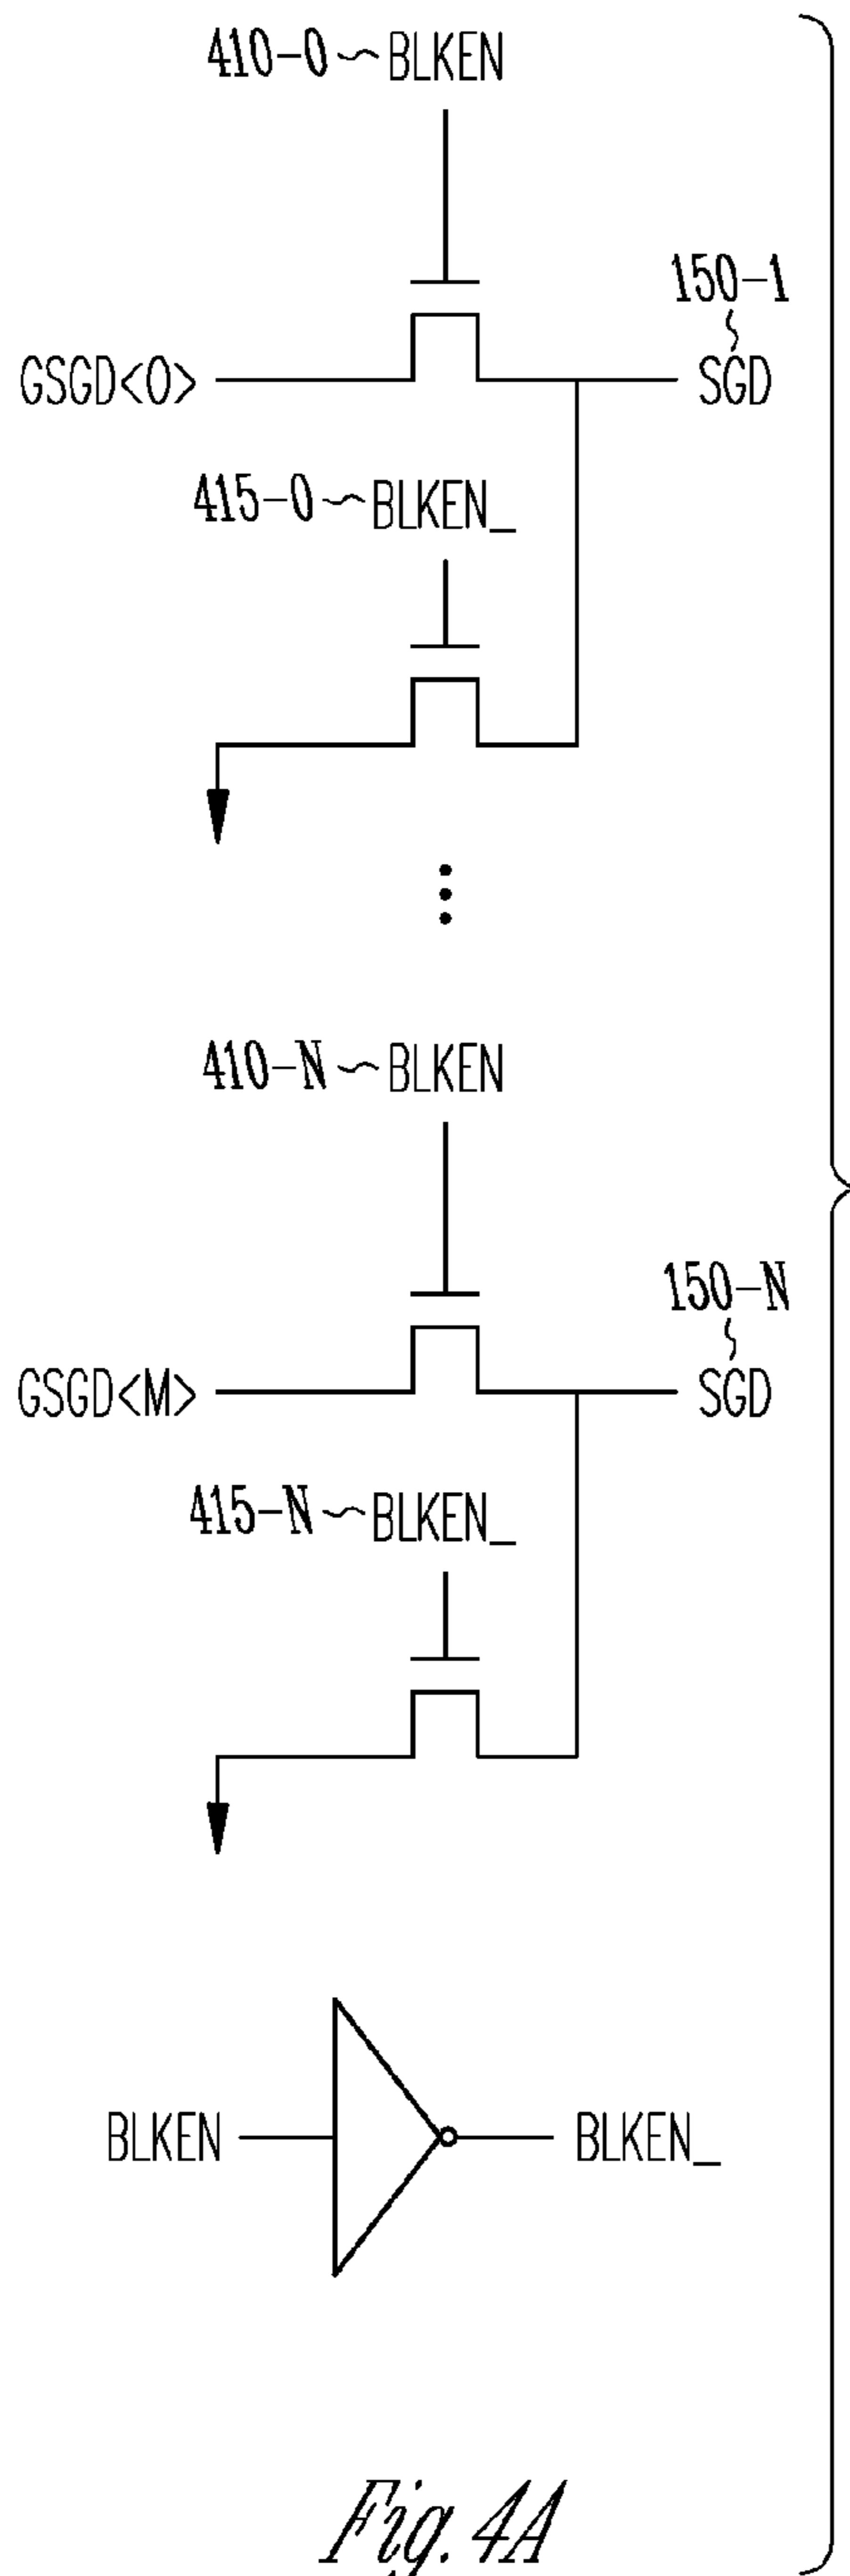 410-0 BLKEN
150-1
GSGD<0> SGD
415-0 BLKEN_
410-N BLKEN
150-N
GSGD<M> SGD
415-N BLKEN_
BLKEN BLKEN_
Fig. 4A